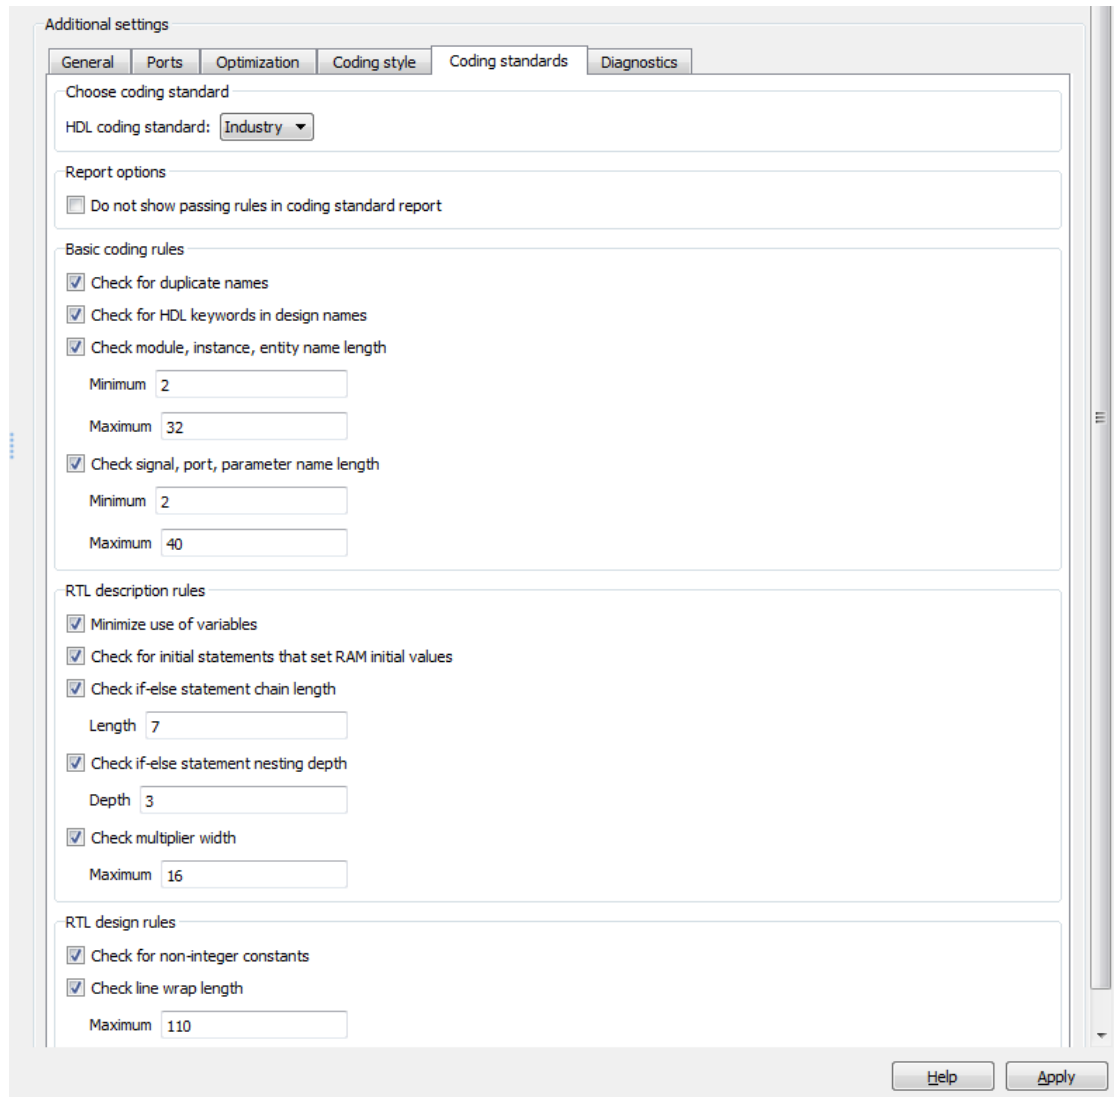 Additional settings
General Ports Optimization Coding style Coding standards Diagnostics
Choose coding standard
HDL coding standard: Industry
Report options
Do not show passing rules in coding standard report
Basic coding rules
Check for duplicate names
Check for HDL keywords in design names
Check module, instance, entity name length
Minimum 2
Maximum 32
Check signal, port, parameter name length
Minimum 2
Maximum 40
RTL description rules
Minimize use of variables
Check for initial statements that set RAM initial values
Check if-else statement chain length
Length 7
Check if-else statement nesting depth
Depth 3
Check multiplier width
Maximum 16
RTL design rules
Check for non-integer constants
Check line wrap length
Maximum 110
Help Apply